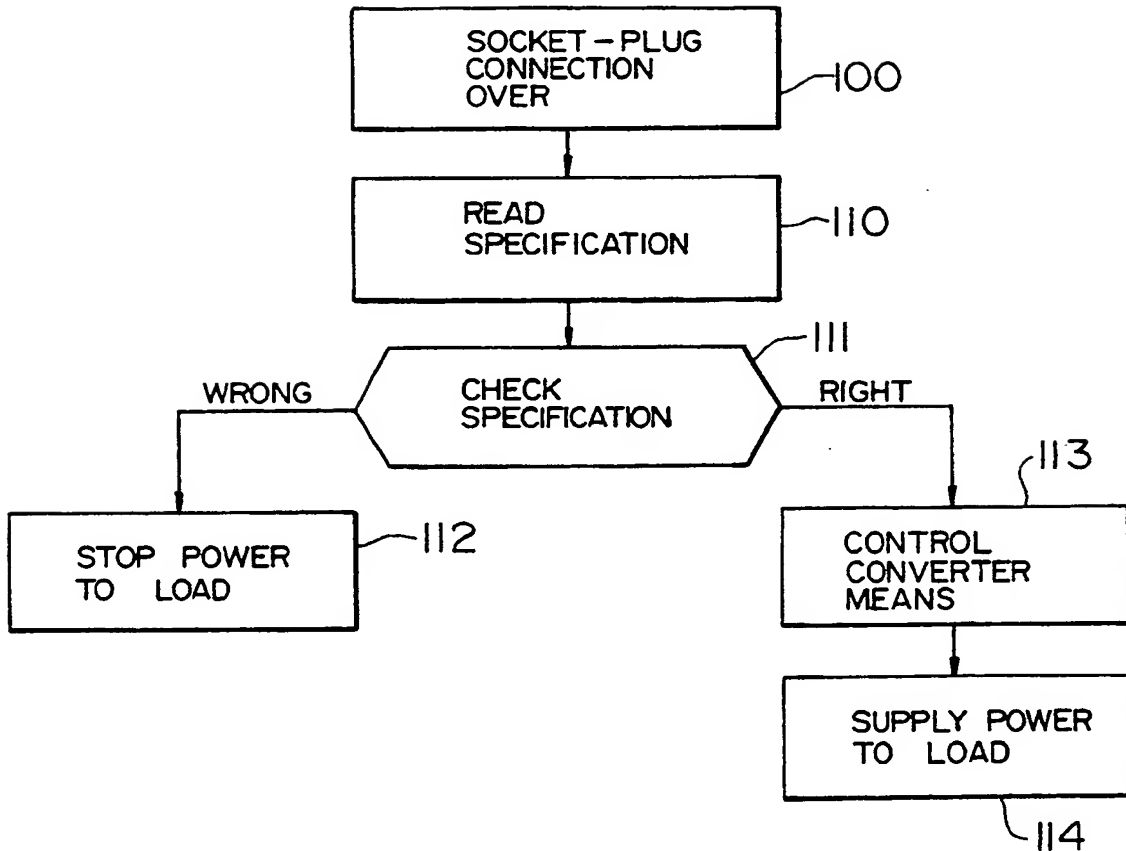 SOCKET-PLUG
CONNECTION
OVER
100
READ
SPECIFICATION
110
111
WRONG
CHECK
SPECIFICATION
RIGHT
STOP POWER
TO LOAD
112
113
CONTROL
CONVERTER
MEANS
SUPPLY POWER
TO LOAD
114